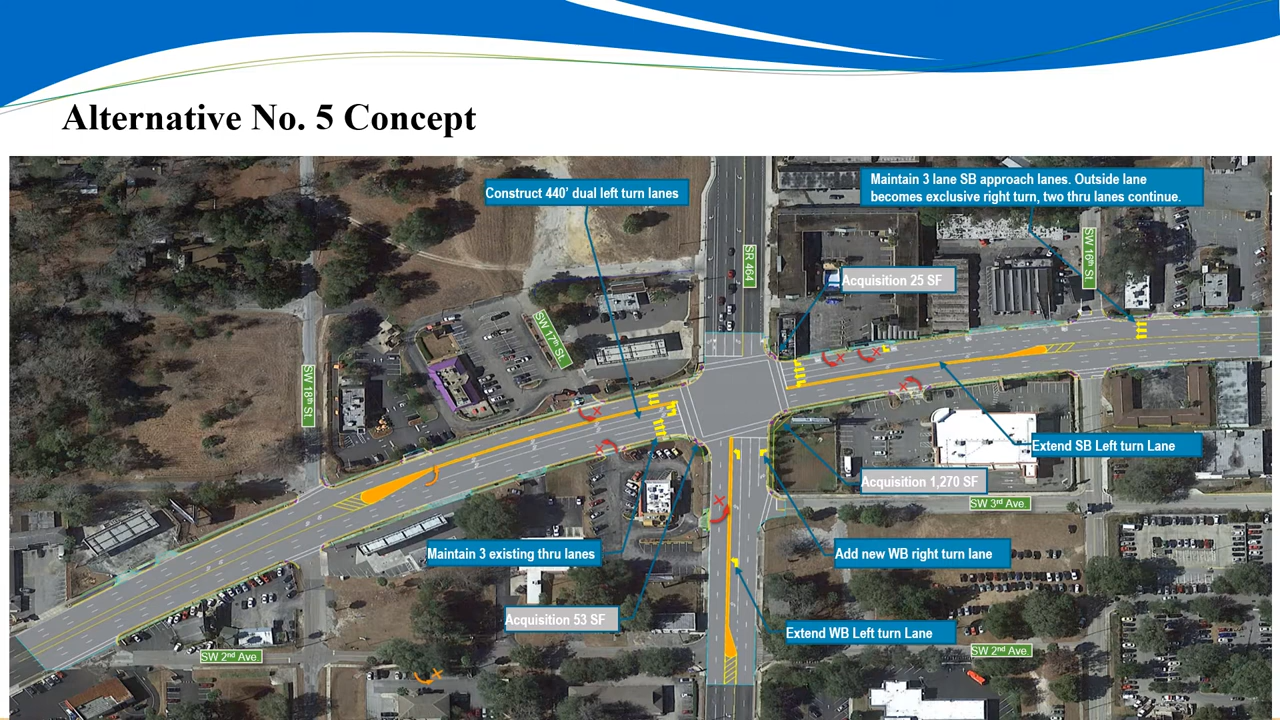 Alternative No. 5 Concept
Construct 440' dual left turn lanes
Maintain 3 lane SB approach lanes. Outside lane
becomes exclusive right turn, two thru lanes continue.
SR 464
SW 16th St
Acquisition 25 SF
SW 17th St.
SW 18th St
Extend SB Left turn Lane
Acquisition 1,270 SF
SW 3rd Ave.
Maintain 3 existing thru lanes
Add new WB right turn lane
Acquisition 53 SF
Extend WB Left turn Lane
SW 2nd Ave.
SW 2nd Ave.